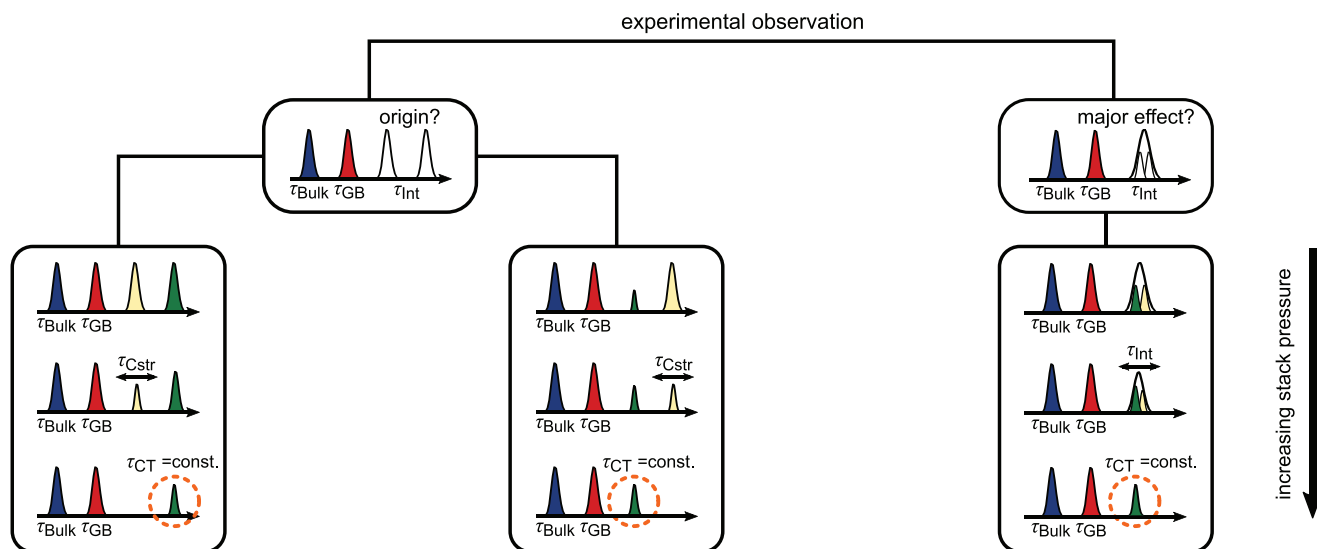 experimental observation
origin?
τBulk τGB τInt
major effect?
τBulk τGB τInt
τBulk τGB
τCstr
τBulk τGB
τCT =const.
τBulk τGB
τBulk τGB
τCstr
τBulk τGB
τCT =const.
τBulk τGB
τBulk τGB
τInt
τBulk τGB
τCT =const.
τBulk τGB
increasing stack pressure